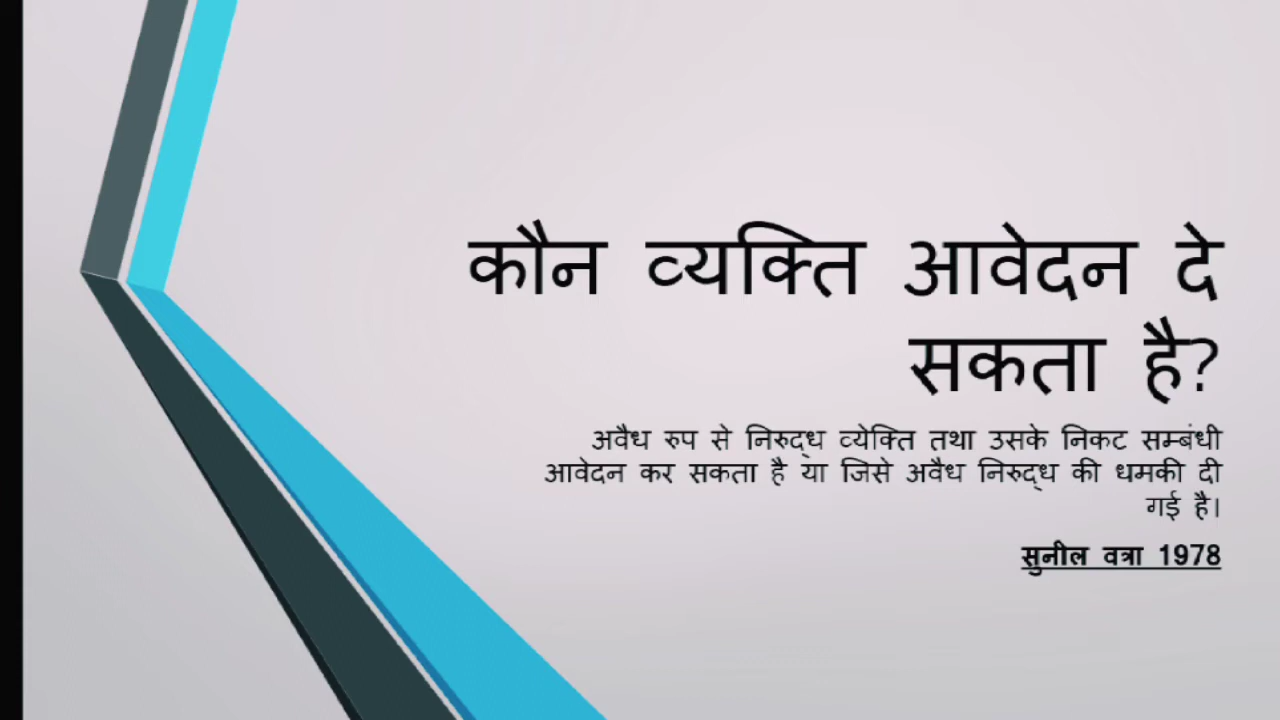 कौन व्यक्ति आवेदन दे
सकता है?
अवैध रुप से निरुद्ध व्येक्ति तथा उसके निकट सम्बंधी
आवेदन कर सकता है या जिसे अवैध निरुद्ध की धमकी दी
गई है।
सुनील वत्रा 1978